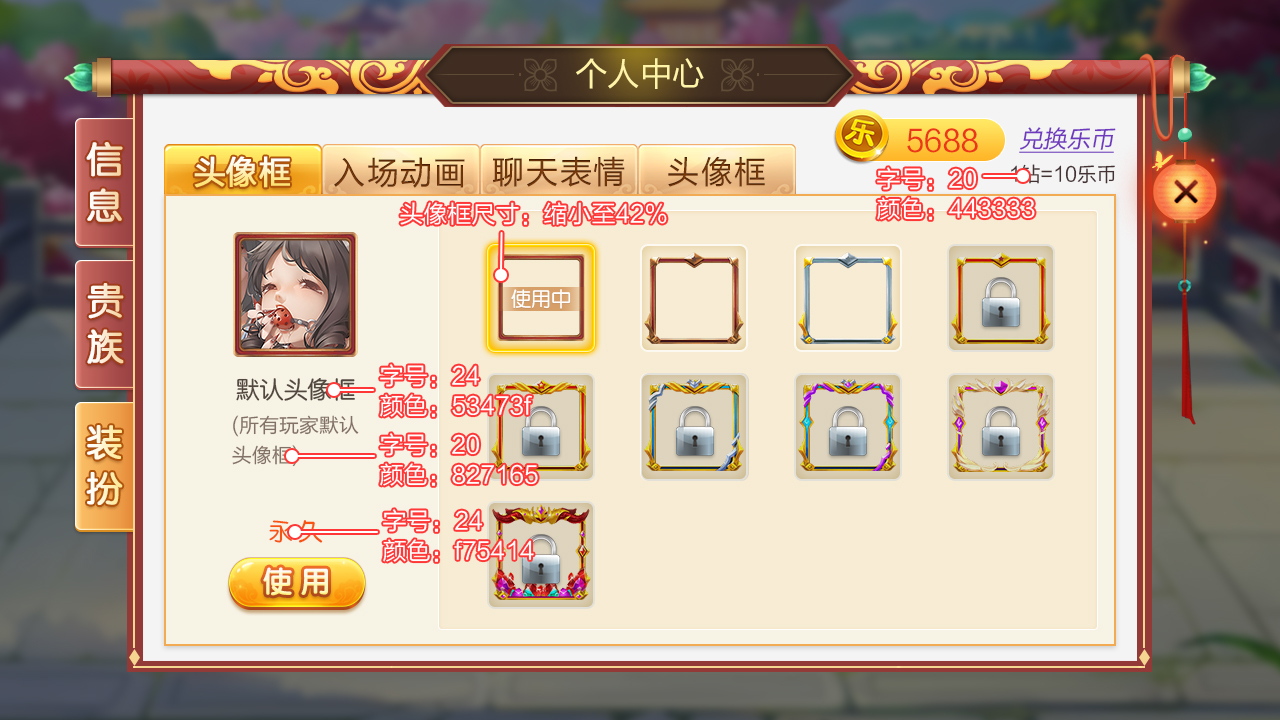 个人中心
信息
贵族
装扮
乐 5688 兑换乐币
1钻=10乐币
字号：20
颜色：443333
头像框 入场动画 聊天表情 头像框
头像框尺寸：缩小至42%
使用中
默认头像框
字号：24
颜色：53473f
(所有玩家默认
头像框)
字号：20
颜色：827165
永久
字号：24
颜色：f75414
使用